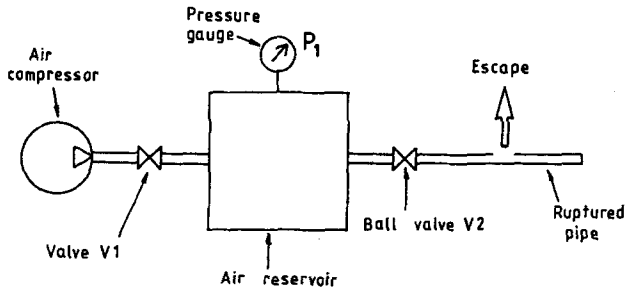 Pressure
gauge
P1
Air
compressor
Escape
Valve V1
Ball valve V2
Ruptured
pipe
Air reservoir